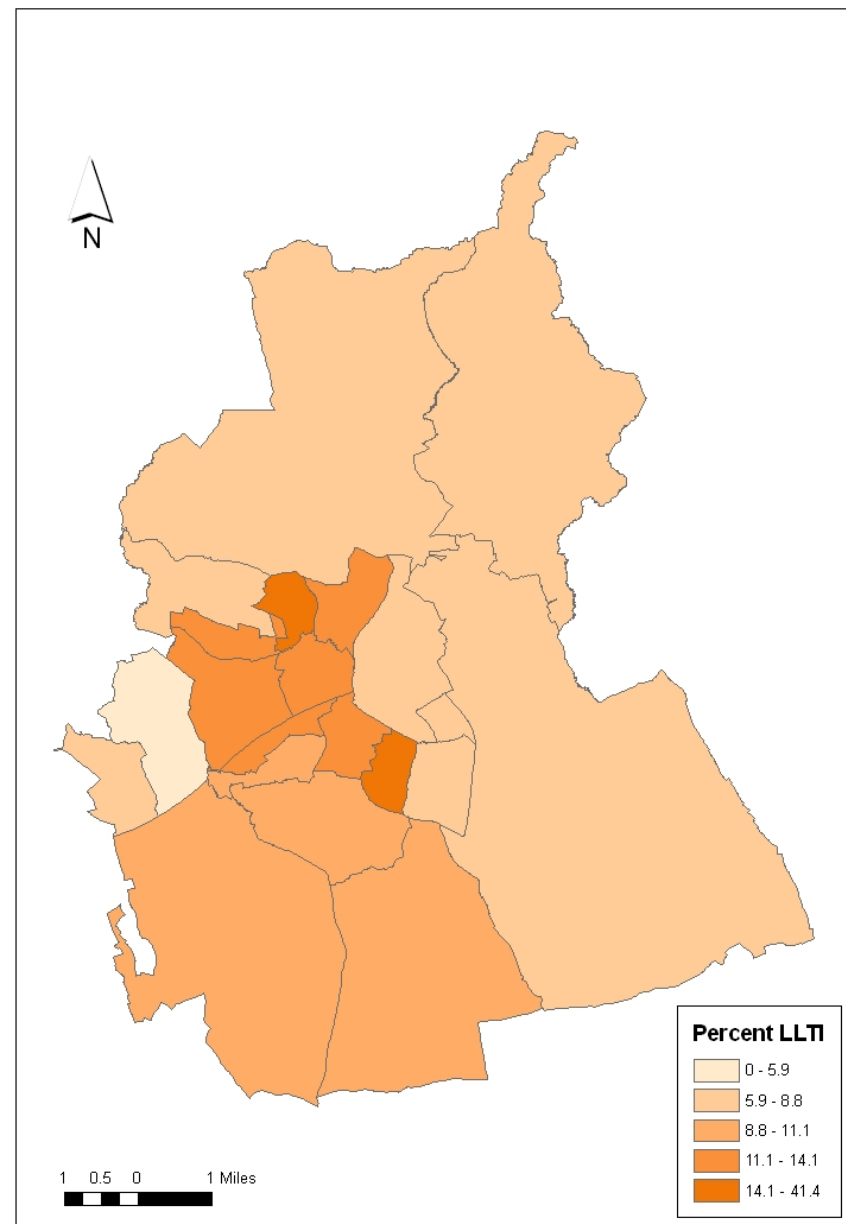 N
Percent LLTI
0 - 5.9
5.9 - 8.8
8.8 - 11.1
11.1 - 14.1
14.1 - 41.4
1 0.5 0 1 Miles